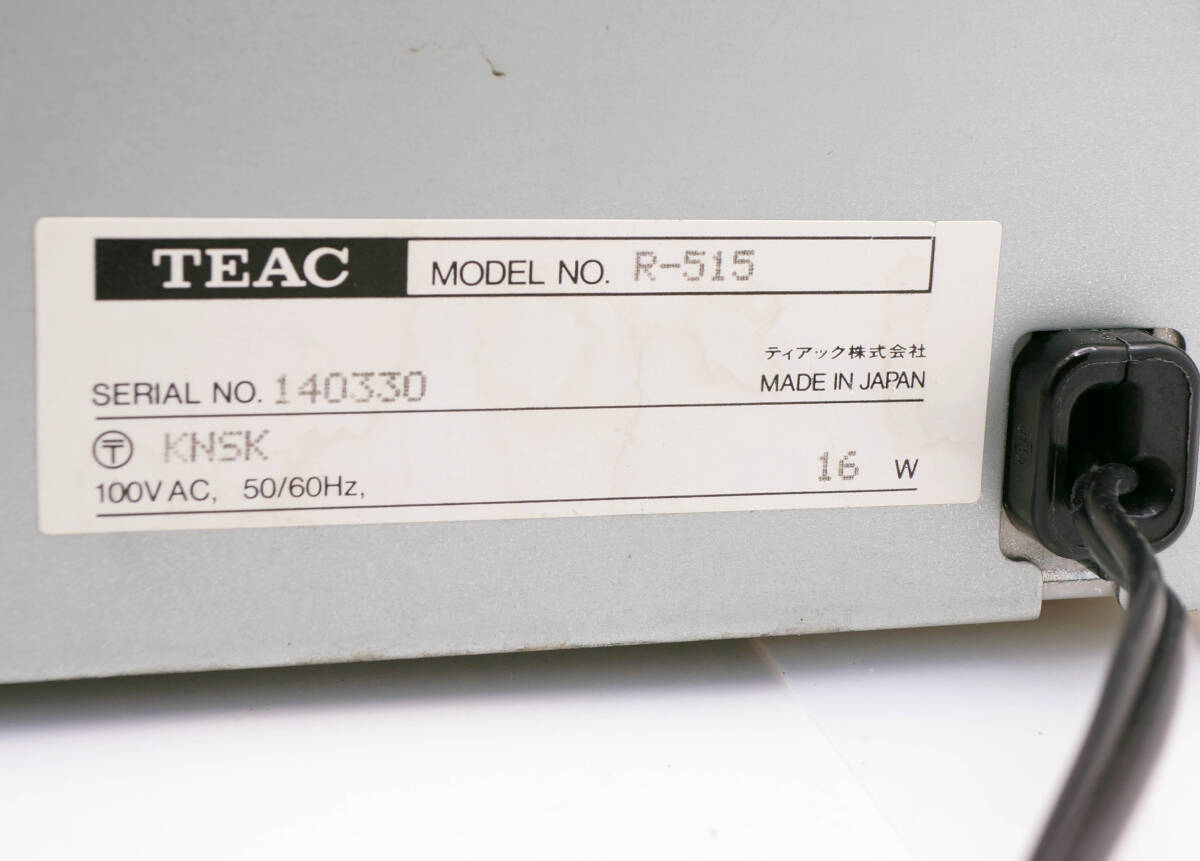 TEAC MODEL NO. R-515
ティアック株式会社
SERIAL NO. 140330 MADE IN JAPAN
〶 KNSK
100V AC, 50/60Hz, 16 W